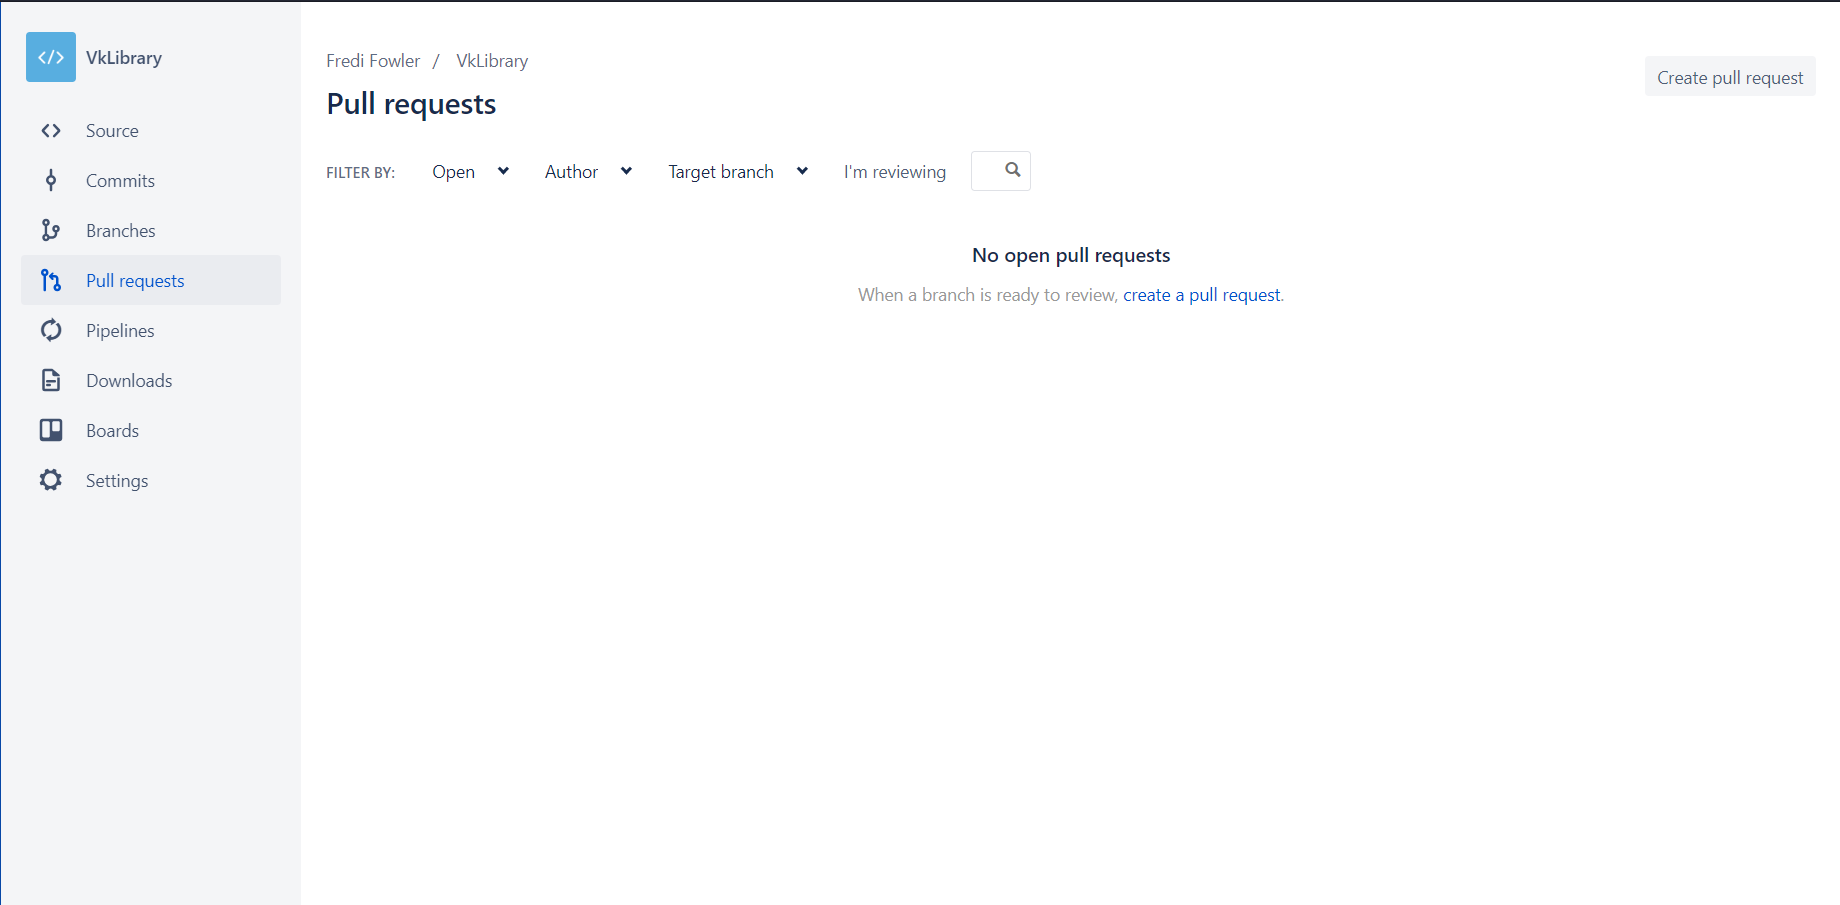 VkLibrary
Source
Commits
Branches
Pull requests
Pipelines
Downloads
Boards
Settings
Fredi Fowler / VkLibrary
Pull requests
Create pull request
FILTER BY: Open Author Target branch I'm reviewing
No open pull requests
When a branch is ready to review, create a pull request.